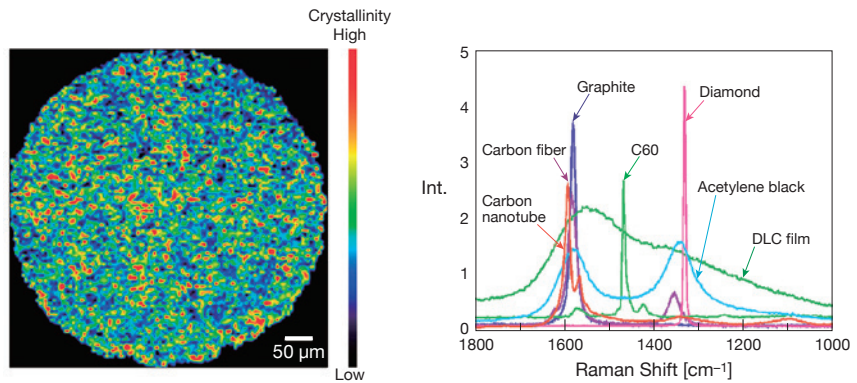 Crystallinity
High
Low
50 μm
5
4
3
2
1
0
Int.
Graphite
Diamond
Carbon fiber
C60
Carbon
nanotube
Acetylene black
DLC film
1800 1600 1400 1200 1000
Raman Shift [cm⁻¹]